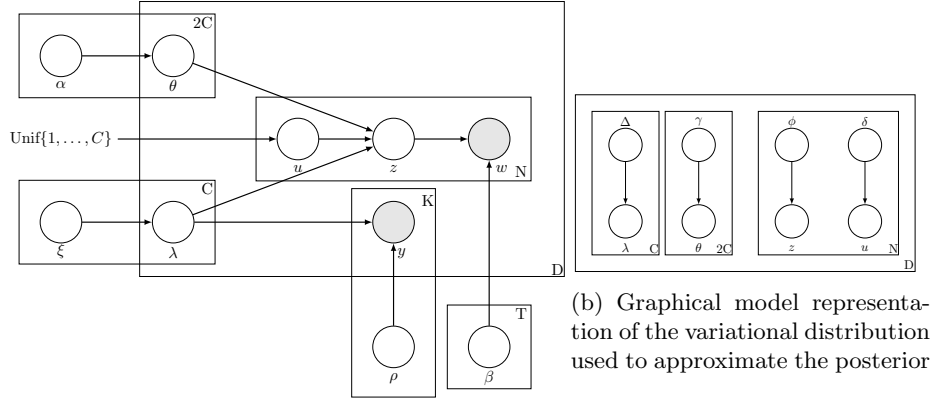 2C
α
θ
Unif{1, . . . , C}
u
z
w
N
C
K
ξ
λ
y
D
T
ρ
β
Δ
γ
φ
δ
λ
C
θ
2C
z
u
N
D
(b) Graphical model representa-
tion of the variational distribution
used to approximate the posterior